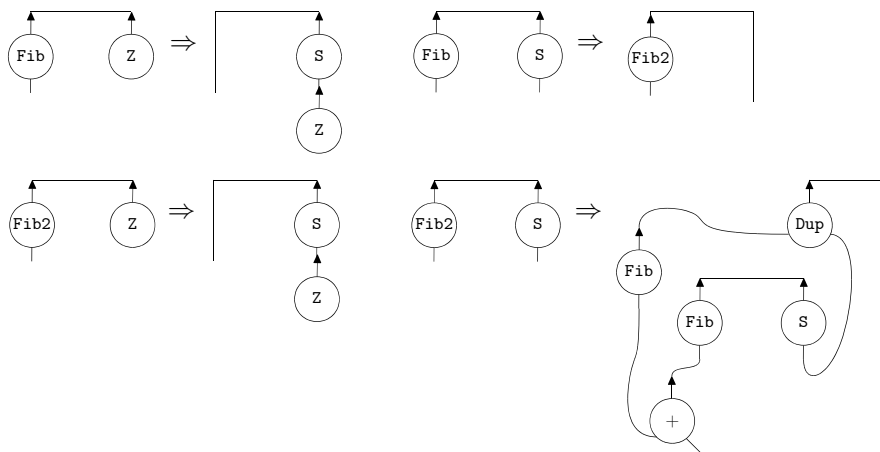 Fib Z ⇒ S Fib S ⇒ Fib2
Z
Fib2 Z ⇒ S Fib2 S ⇒ Dup
Fib
Z
Fib S
+